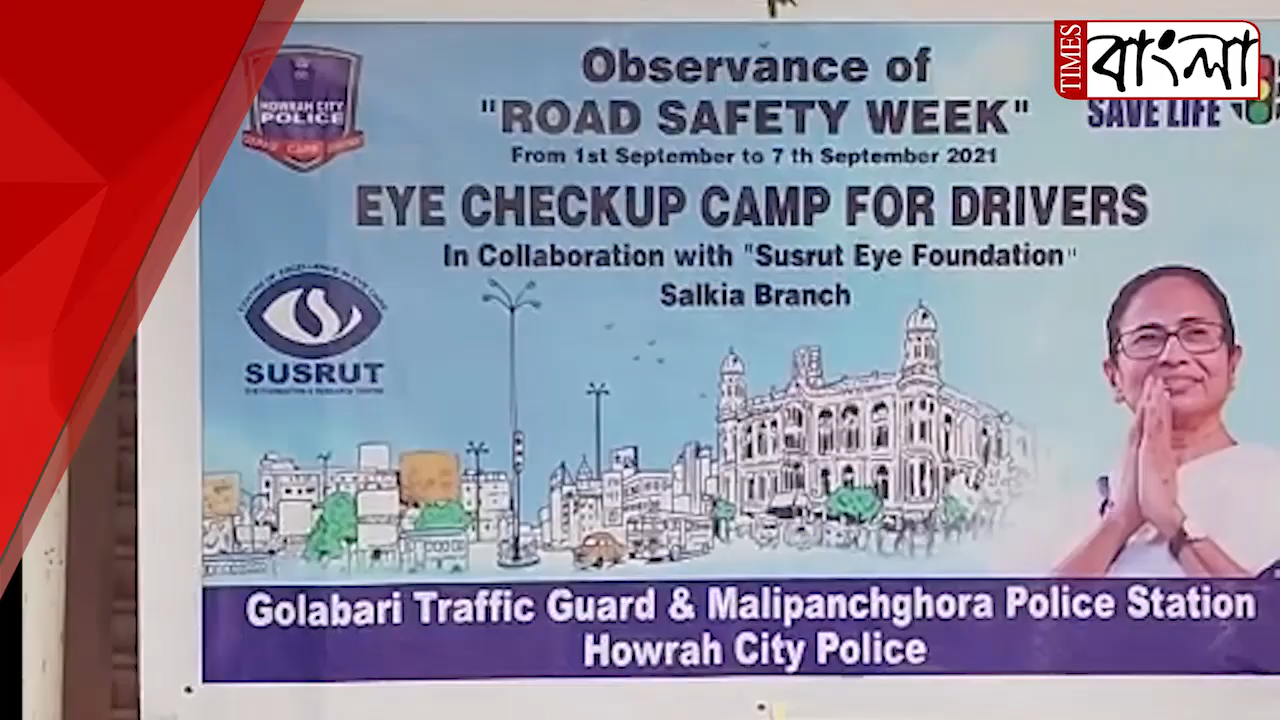 TIMES
বাংলা
SAVE LIFE
HOWRAH CITY
POLICE
Observance of
"ROAD SAFETY WEEK"
From 1st September to 7 th September 2021
EYE CHECKUP CAMP FOR DRIVERS
In Collaboration with "Susrut Eye Foundation"
Salkia Branch
SUSRUT
Golabari Traffic Guard & Malipanchghora Police Station
Howrah City Police